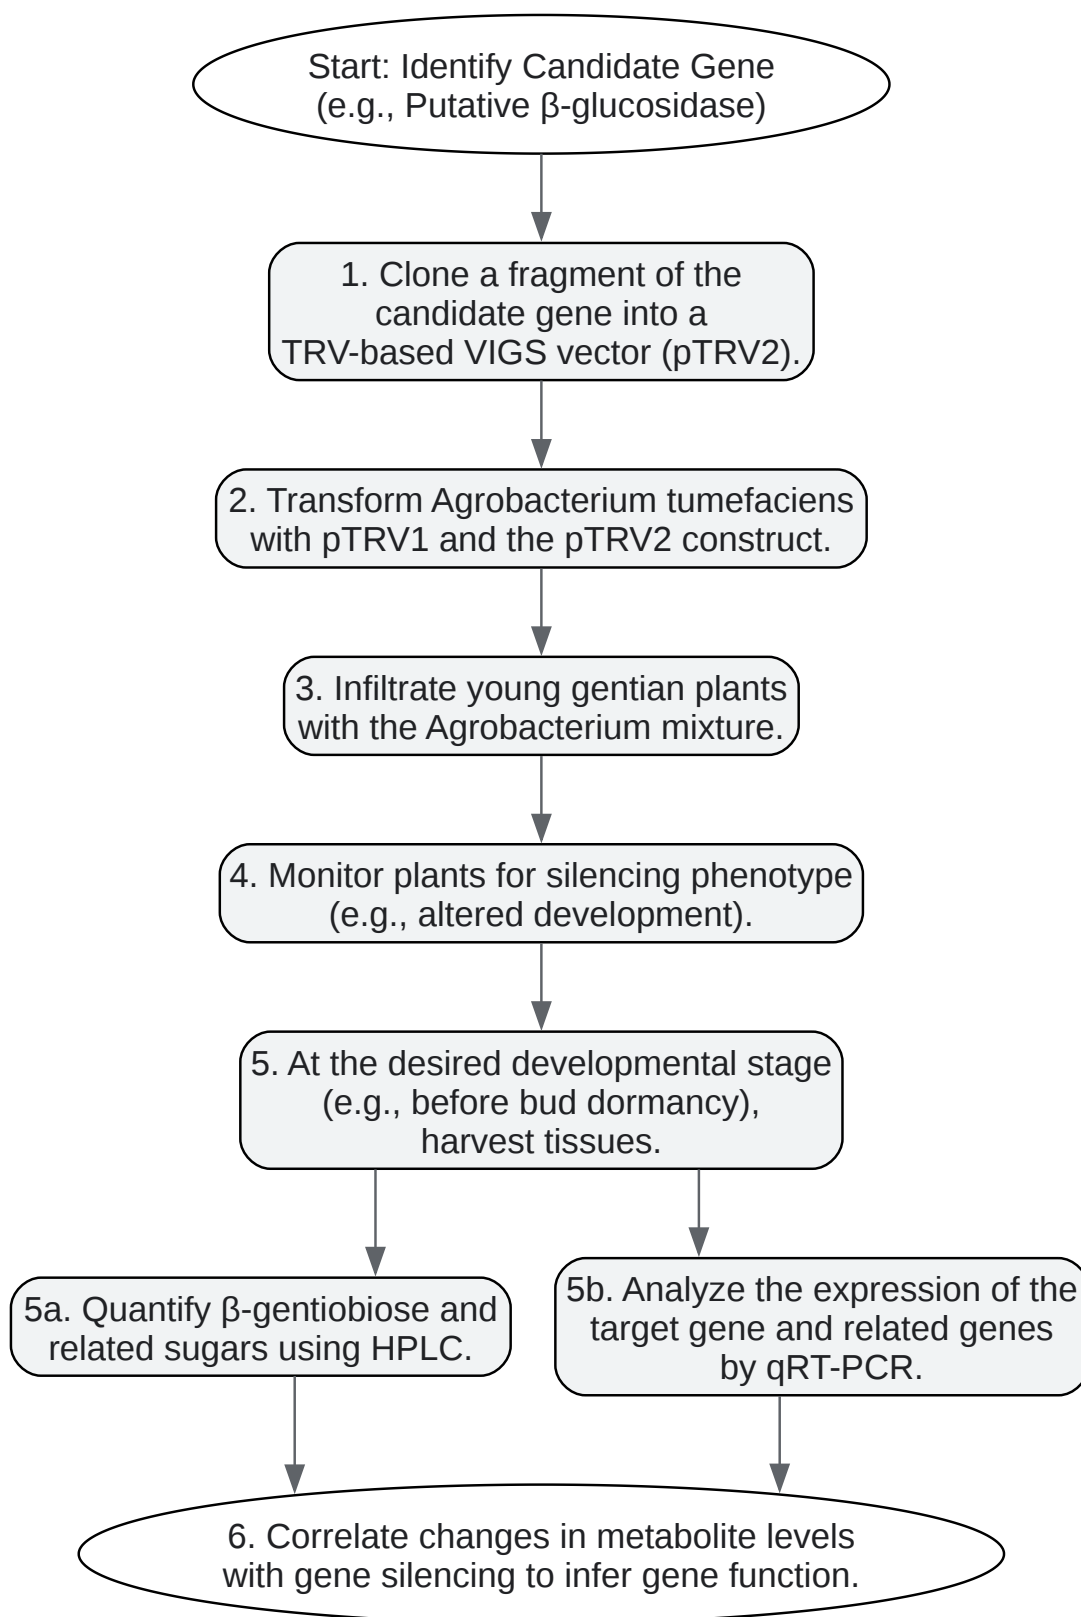 Start: Identify Candidate Gene
(e.g., Putative β-glucosidase)
1. Clone a fragment of the
candidate gene into a
TRV-based VIGS vector (pTRV2).
2. Transform Agrobacterium tumefaciens
with pTRV1 and the pTRV2 construct.
3. Infiltrate young gentian plants
with the Agrobacterium mixture.
4. Monitor plants for silencing phenotype
(e.g., altered development).
5. At the desired developmental stage
(e.g., before bud dormancy),
harvest tissues.
5a. Quantify β-gentiobiose and
related sugars using HPLC.
5b. Analyze the expression of the
target gene and related genes
by qRT-PCR.
6. Correlate changes in metabolite levels
with gene silencing to infer gene function.